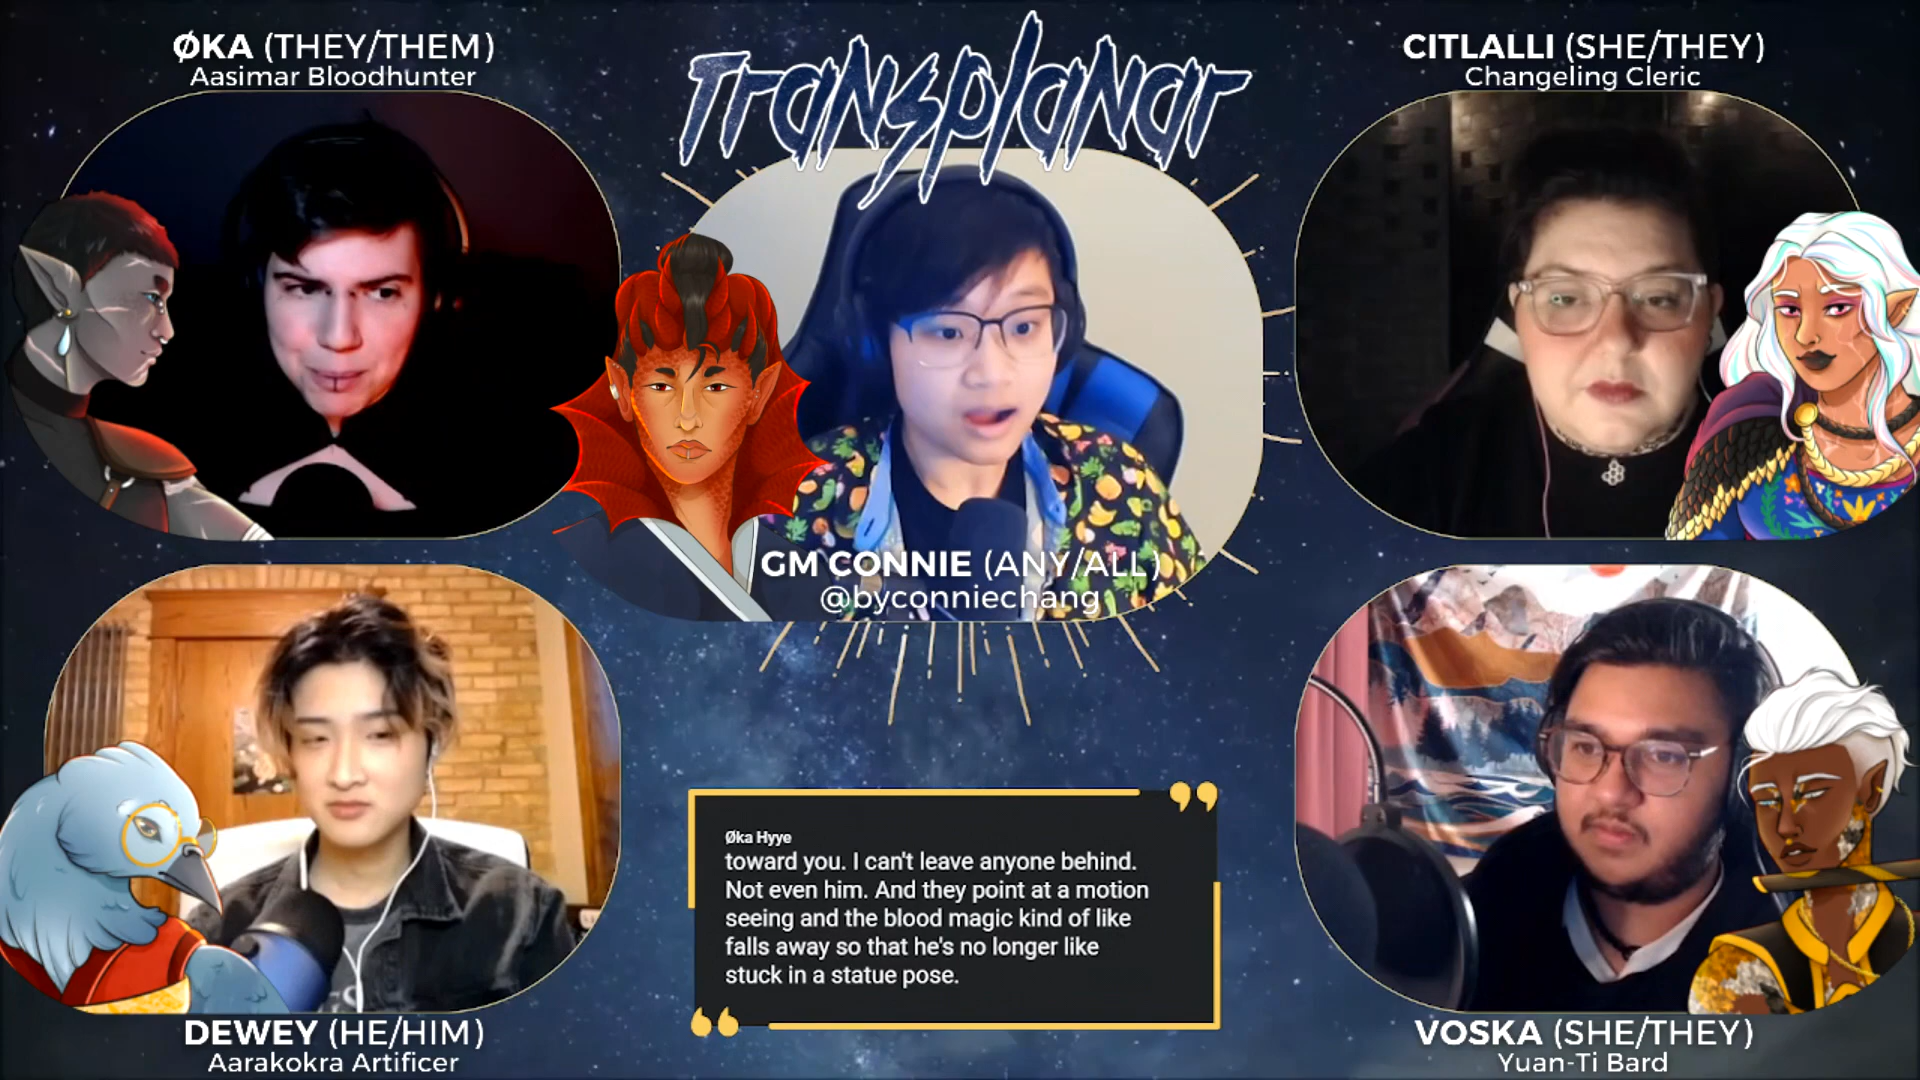 ØKA (THEY/THEM)
Aasimar Bloodhunter
Transplanar
CITLALLI (SHE/THEY)
Changeling Cleric
GM CONNIE (ANY/ALL)
@byconniechang
Øka Hyye
toward you. I can't leave anyone behind.
Not even him. And they point at a motion
seeing and the blood magic kind of like
falls away so that he's no longer like
stuck in a statue pose.
DEWEY (HE/HIM)
Aarakokra Artificer
VOSKA (SHE/THEY)
Yuan-Ti Bard